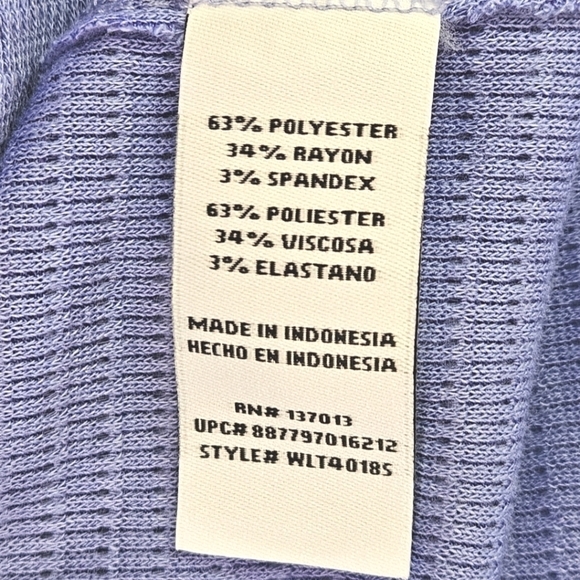 63% POLYESTER
34% RAYON
3% SPANDEX
63% POLIESTER
34% VISCOSA
3% ELASTANO
MADE IN INDONESIA
HECHO EN INDONESIA
RN# 137013
UPC# 887797016212
STYLE# WLT4018S